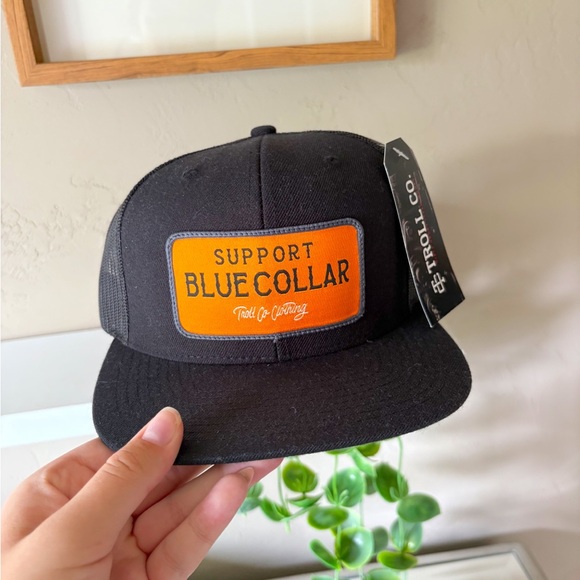 SUPPORT
BLUE COLLAR
Troll Co Clothing
TROLL CO.